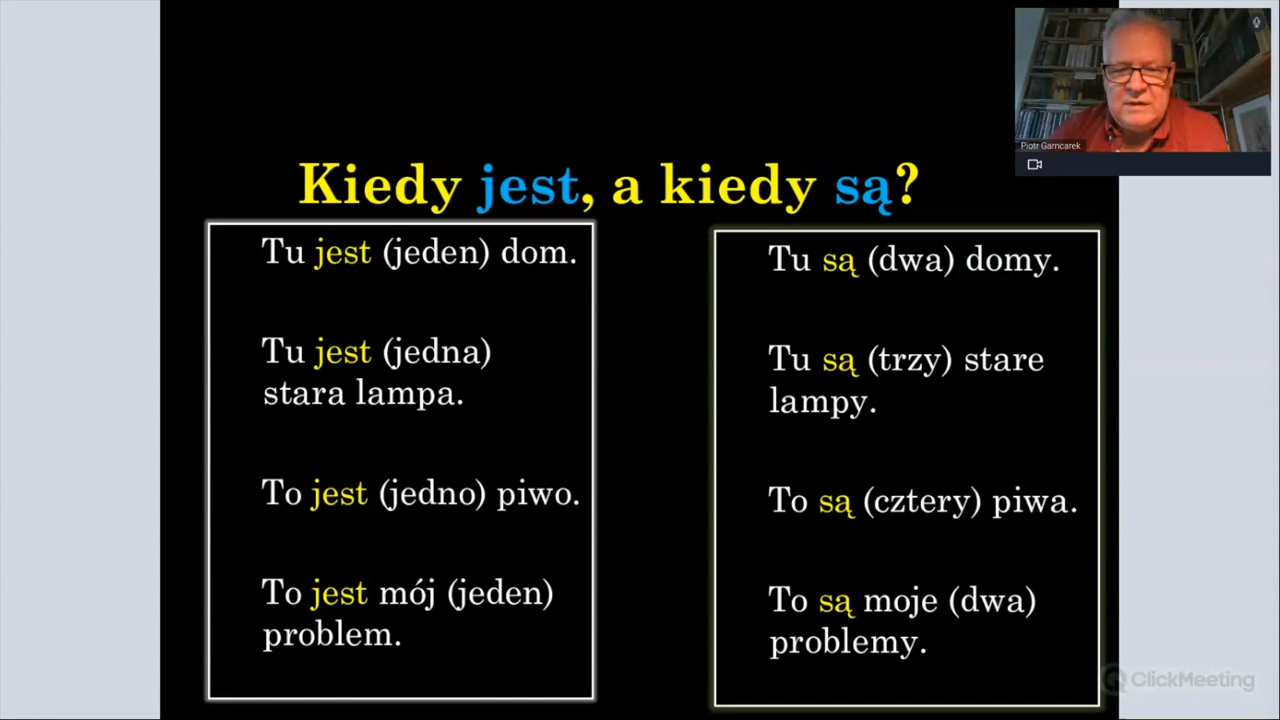 Kiedy jest, a kiedy są?
Tu jest (jeden) dom.
Tu jest (jedna)
stara lampa.
To jest (jedno) piwo.
To jest mój (jeden)
problem.
Tu są (dwa) domy.
Tu są (trzy) stare
lampy.
To są (cztery) piwa.
To są moje (dwa)
problemy.
Piotr Garncarek
ClickMeeting